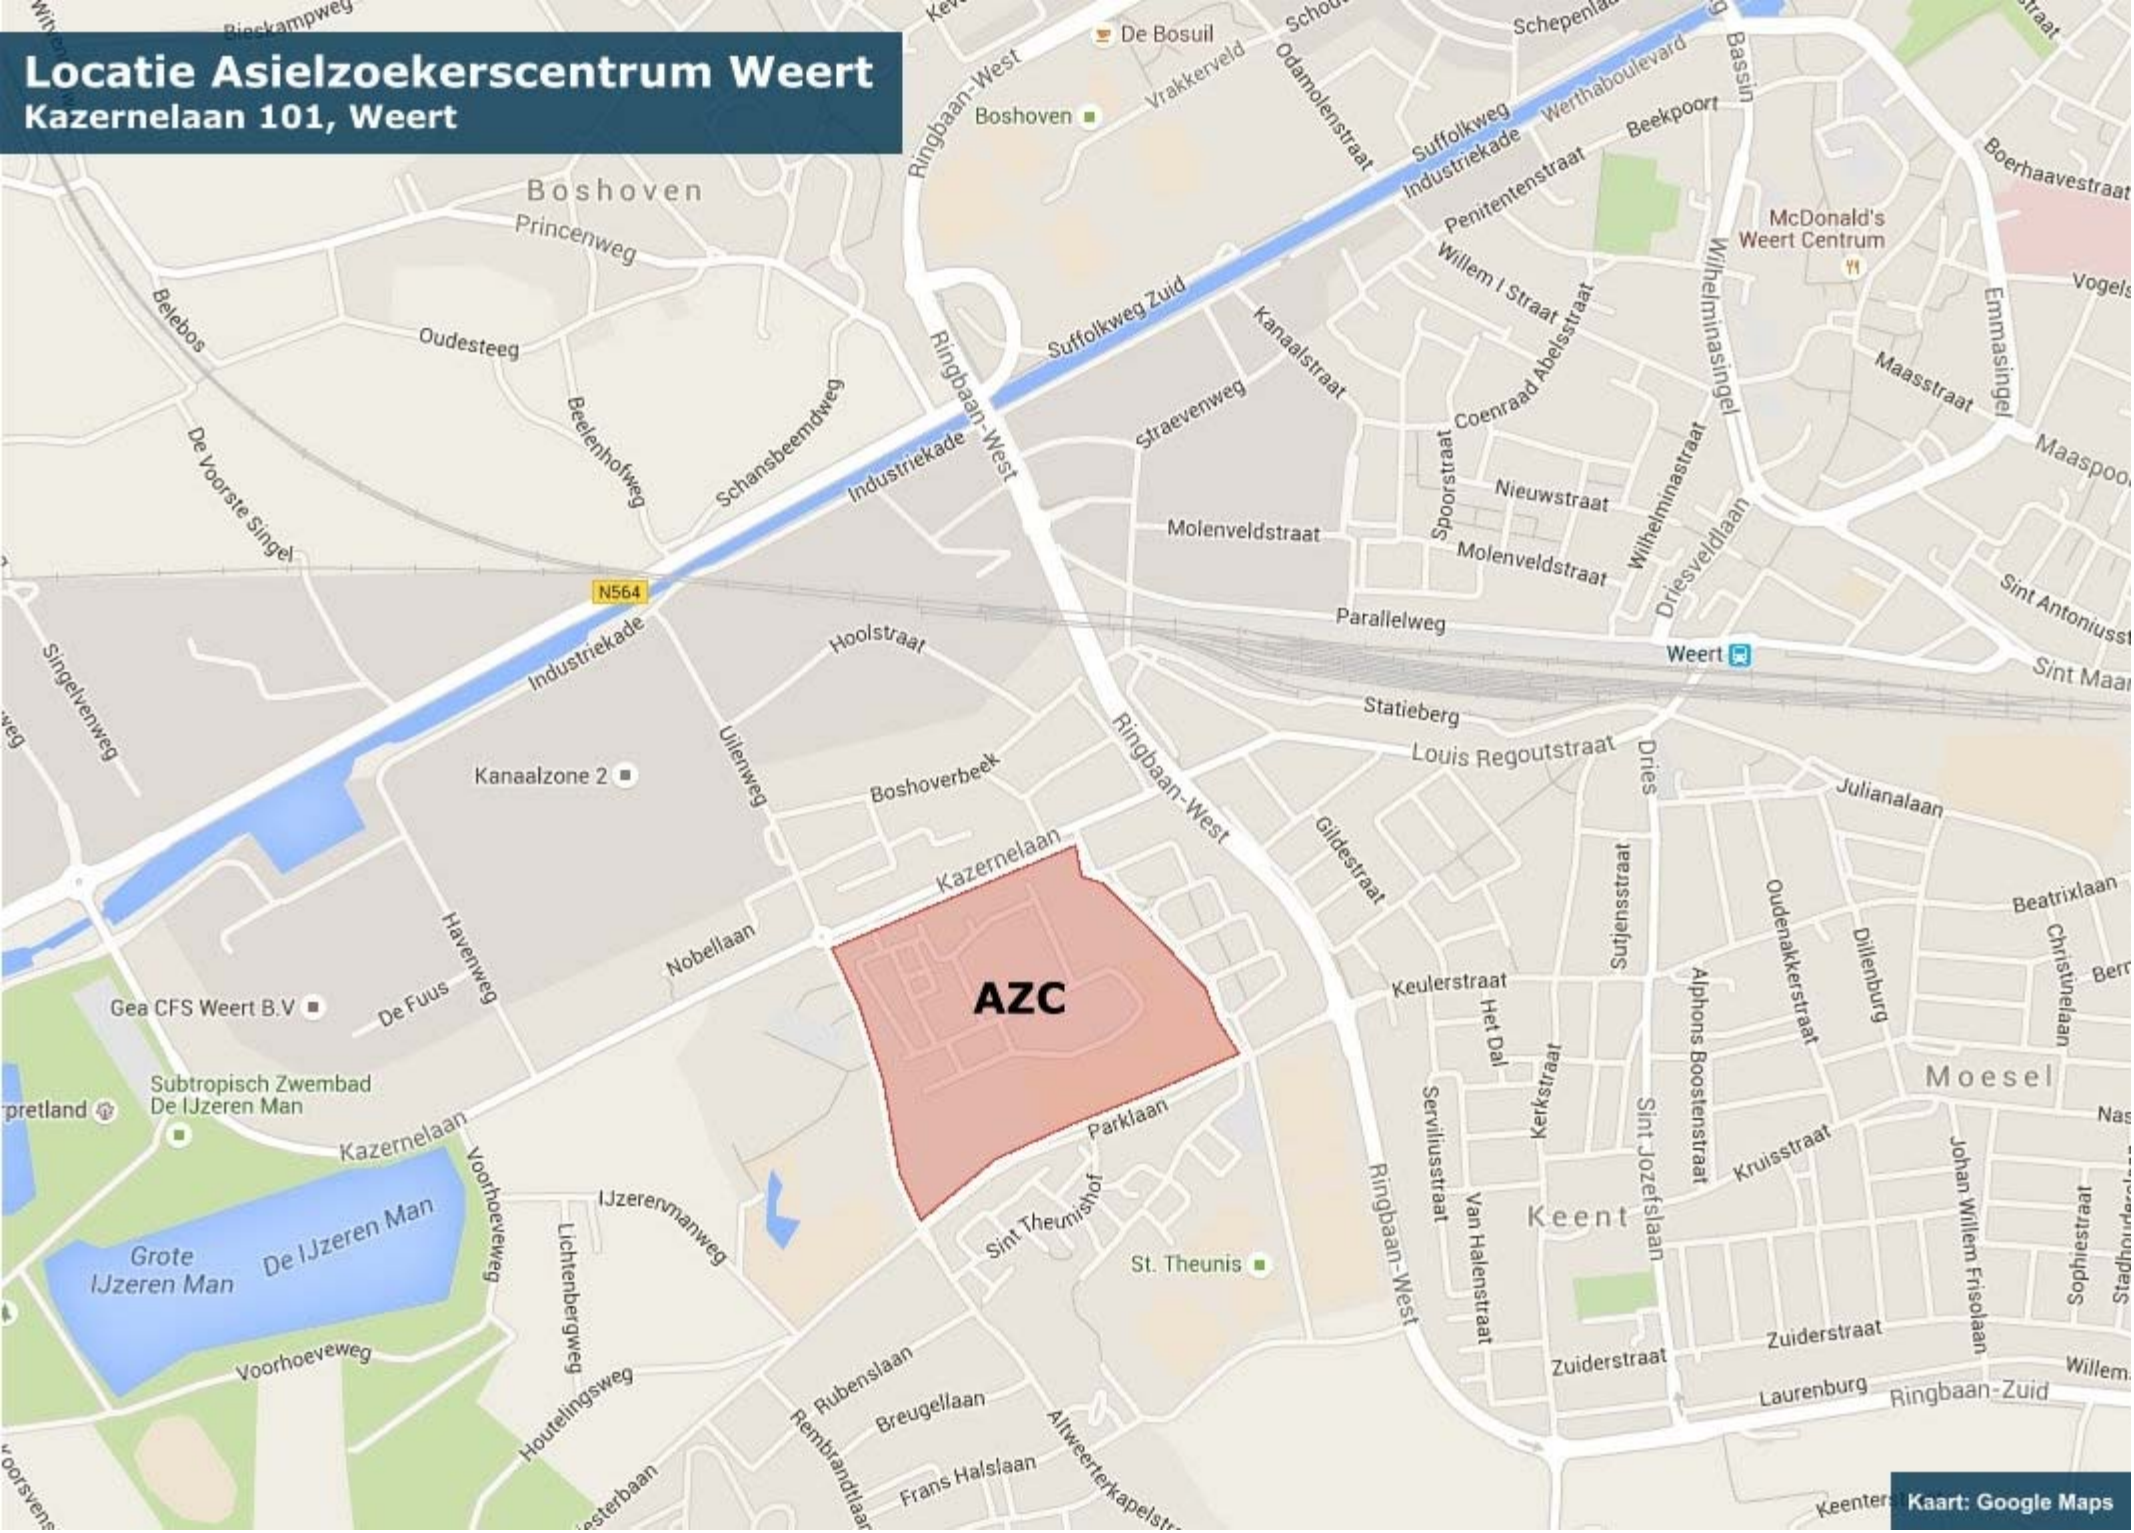 Bieskampweg
Locatie Asielzoekerscentrum Weert
Kazernelaan 101, Weert
De Bosuil
Vrakkerveld
Odamolenstraat
Ringbaan-West
Boshoven
Suffolkweg
Werthaboulevard
Industriekade
Beekpoort
Penitentenstraat
Bassin
Boerhaavestraat
Boshoven
Princenweg
McDonald's
Weert Centrum
Willem I Straat
Wilhelminasingel
Emmasingel
Belebos
Oudesteeg
Suffolkweg Zuid
Kanaalstraat
Coenraad Abelsstraat
Maasstraat
Ringbaan-West
Straevenweg
Beelenhofweg
Schansbeemdweg
Industriekade
De Voorste Singel
Spoorstraat
Nieuwstraat
Wilhelminastraat
Driesveldlaan
Molenveldstraat
Molenveldstraat
N564
Parallelweg
Industriekade
Hoolstraat
Weert
Singelvenweg
Statieberg
Louis Regoutstraat
Dries
Uilenweg
Kanaalzone 2
Boshoverbeek
Ringbaan-West
Julianalaan
Kazernelaan
Gildestraat
Sutjensstraat
Oudenakkerstraat
Beatrixlaan
Dillenburg
Christinelaan
Nobellaan
Havenweg
De Fuus
Gea CFS Weert B.V
AZC
Keulerstraat
Het Dal
Alphons Boostenstraat
Kerkstraat
Moesel
Subtropisch Zwembad
De IJzeren Man
Kazernelaan
Parklaan
Serviliusstraat
Sint Jozefslaan
Kruisstraat
Voorhoeveweg
IJzerenmanweg
Lichtenbergweg
Sint Theunishof
St. Theunis
Ringbaan-West
Van Halenstraat
Keent
Johan Willem Frisolaan
Sophiastraat
Grote
IJzeren Man
De IJzeren Man
Voorhoeveweg
Houtelingsweg
Rubenslaan
Breugellaan
Frans Halslaan
Zuiderstraat
Zuiderstraat
Laurenburg
Ringbaan-Zuid
Kaart: Google Maps